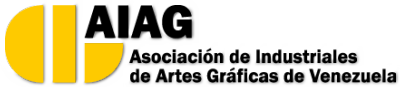 AIAG
Asociación de Industriales
de Artes Gráficas de Venezuela